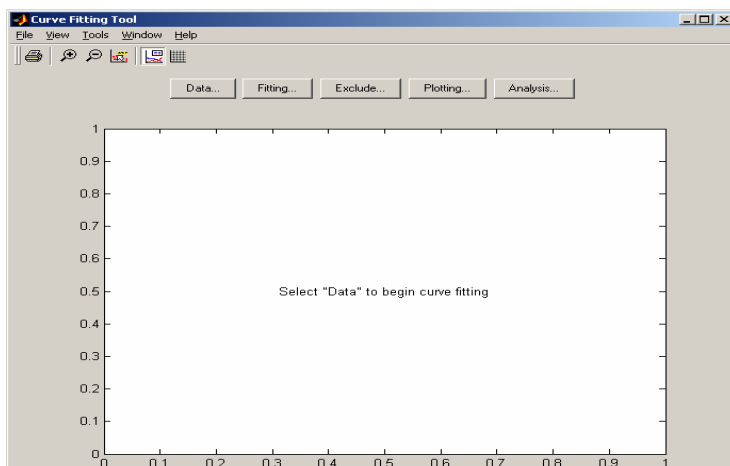 Curve Fitting Tool
File View Tools Window Help
Data... Fitting... Exclude... Plotting... Analysis...
1
0.9
0.8
0.7
0.6
0.5
Select "Data" to begin curve fitting
0.4
0.3
0.2
0.1
0
0 0.1 0.2 0.3 0.4 0.5 0.6 0.7 0.8 0.9 1